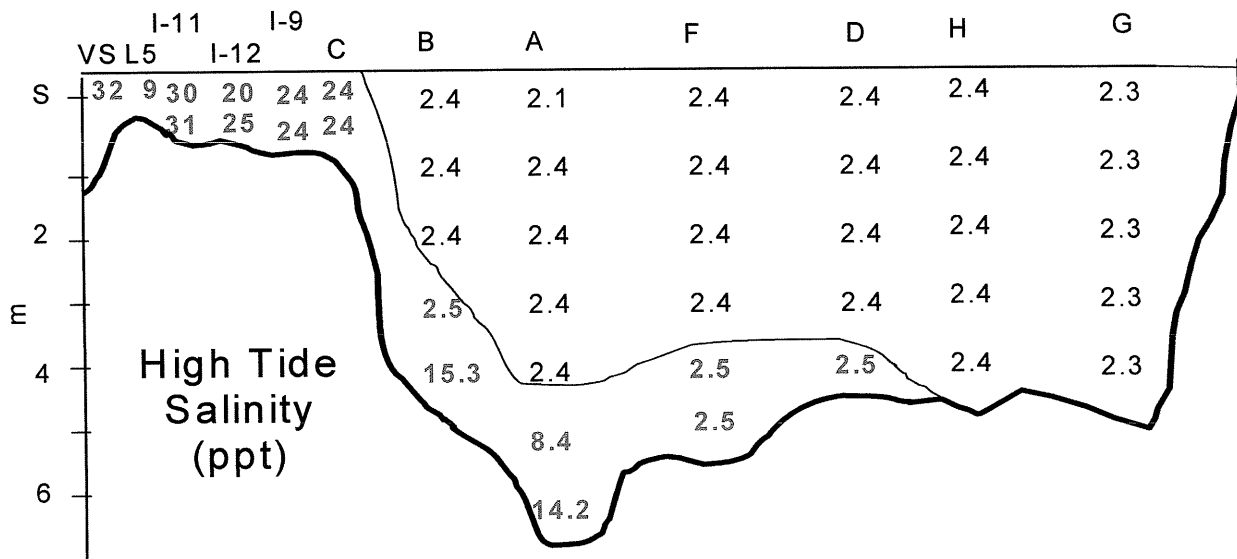 I-11 I-9
VS L5 I-12 C B A F D H G
S 32 9 30 20 24 24 2.4 2.1 2.4 2.4 2.4 2.3
31 25 24 24
2.4 2.4 2.4 2.4 2.4 2.3
2 2.4 2.4 2.4 2.4 2.4 2.3
m 2.5 2.4 2.4 2.4 2.4 2.3
4 15.3 2.4 2.5 2.5 2.4 2.3
8.4 2.5
6 14.2
High Tide
Salinity
(ppt)